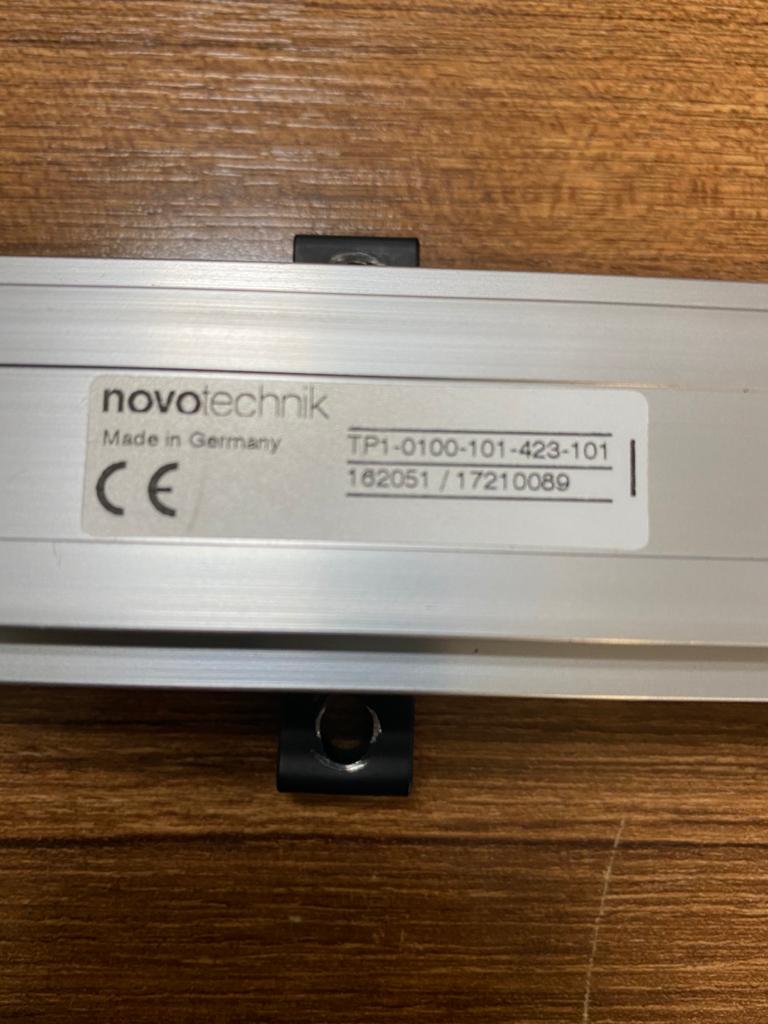 novotechnik
Made in Germany
CE
TP1-0100-101-423-101
162051 / 17210089